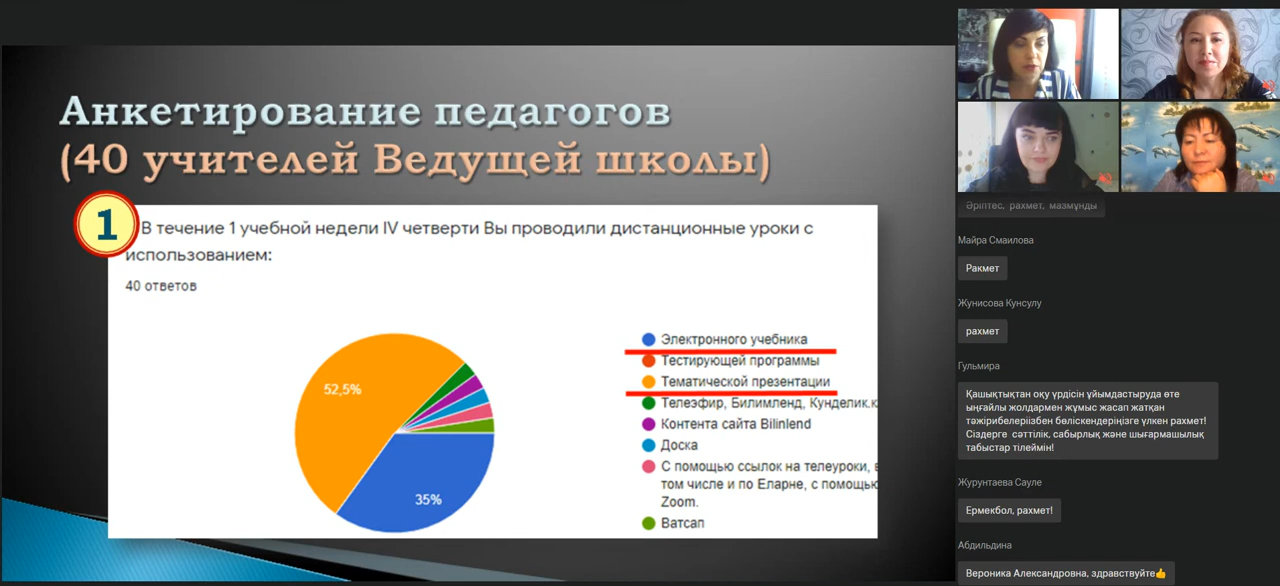 Анкетирование педагогов
(40 учителей Ведущей школы)
1
В течение 1 учебной недели IV четверти Вы проводили дистанционные уроки с
использованием:
40 ответов
52,5%
35%
Электронного учебника
Тестирующей программы
Тематической презентации
Телеэфир, Билимленд, Кунделик.к
Контента сайта Bilinlend
Доска
С помощью ссылок на телеуроки, в
том числе и по Еларне, с помощью
Zoom.
Ватсап
Әріптес, рахмет, мазмұнды
Майра Смаилова
Ракмет
Жунисова Кунсулу
рахмет
Гульмира
Қашықтықтан оқу үрдісін ұйымдастыруда өте
ыңғайлы жолдармен жұмыс жасап жатқан
тәжірибелеріізбен бөліскендеріңізге үлкен рахмет!
Сіздерге сәттілік, сабырлық және шығармашылық
табыстар тілеймін!
Журунтаева Сауле
Ермекбол, рахмет!
Абдильдина
Вероника Александровна, здравствуйте👍